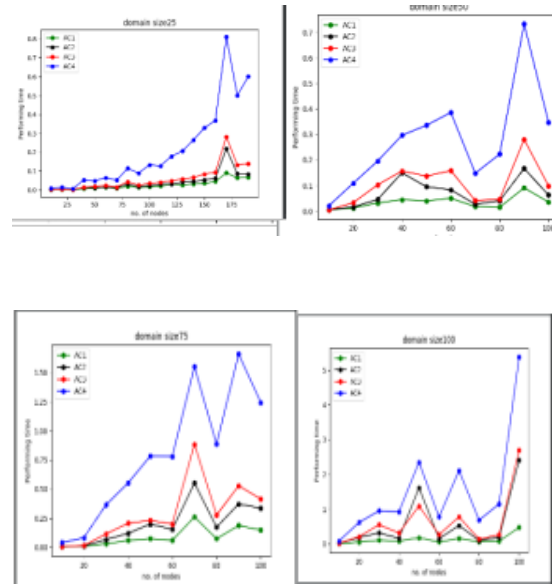 domain size25
AC1
AC2
AC3
AC4
Performing time
0.8
0.7
0.6
0.5
0.4
0.3
0.2
0.1
0.0
25 50 75 100 125 150 175
no. of nodes
domain size50
AC1
AC2
AC3
AC4
Performing time
0.7
0.6
0.5
0.4
0.3
0.2
0.1
0.0
20 40 60 80 100
domain size75
AC1
AC2
AC3
AC4
Performing time
1.50
1.25
1.00
0.75
0.50
0.25
0.00
20 40 60 80 100
no. of nodes
domain size100
AC1
AC2
AC3
AC4
Performing time
5
4
3
2
1
0
20 40 60 80 100
no. of nodes